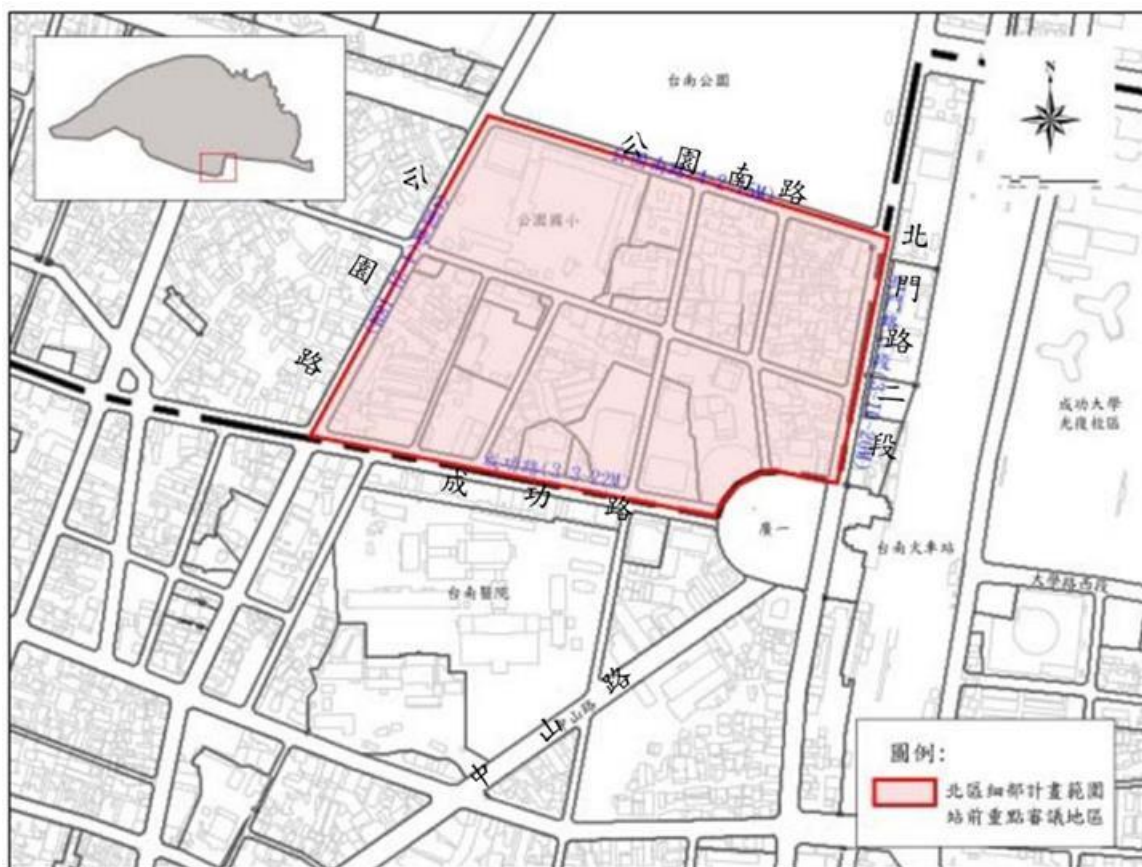 台南公園
N
公園南路
公園路
公園國小
北門路二段
成功大學
光復校區
成功路(3-3-22M)
成功路
廣一
台南火車站
大學路西段
台南醫院
中山路
中山路
圖例：
北區細部計畫範圍
站前重點審議地區